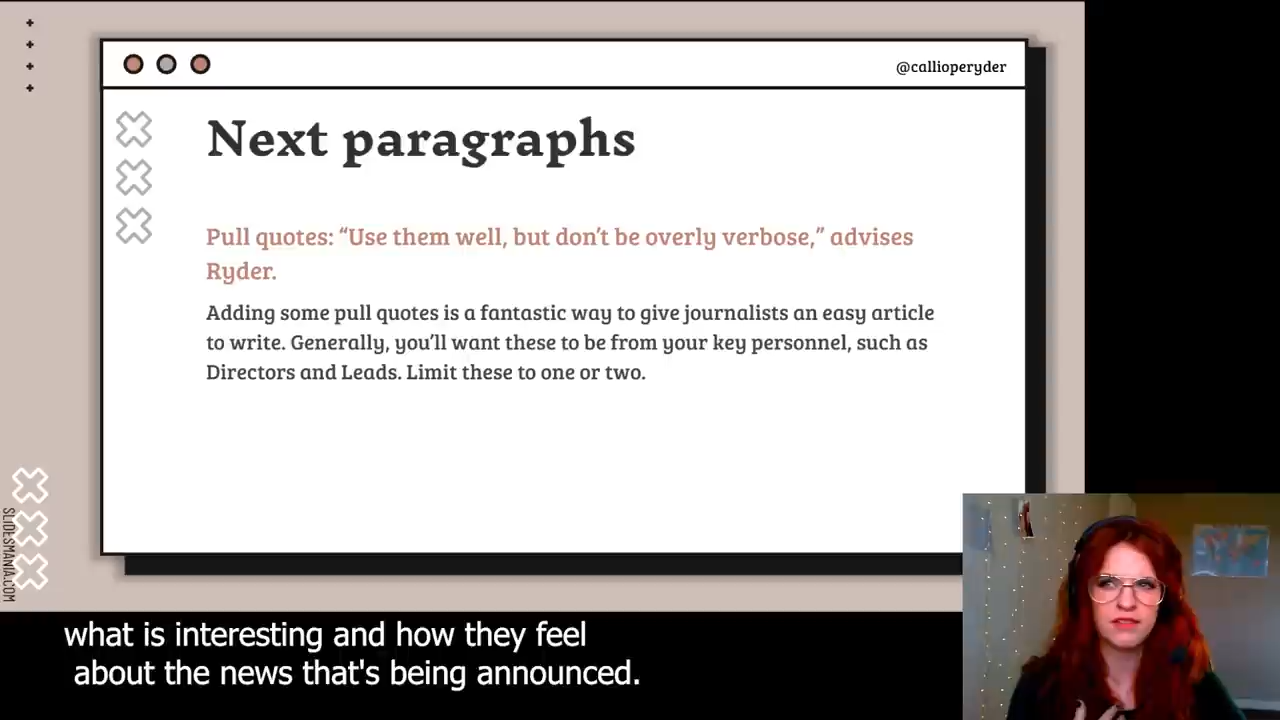 @callioperyder
Next paragraphs
Pull quotes: “Use them well, but don’t be overly verbose,” advises
Ryder.
Adding some pull quotes is a fantastic way to give journalists an easy article
to write. Generally, you’ll want these to be from your key personnel, such as
Directors and Leads. Limit these to one or two.
SLIDESMANIA.COM
what is interesting and how they feel
about the news that's being announced.